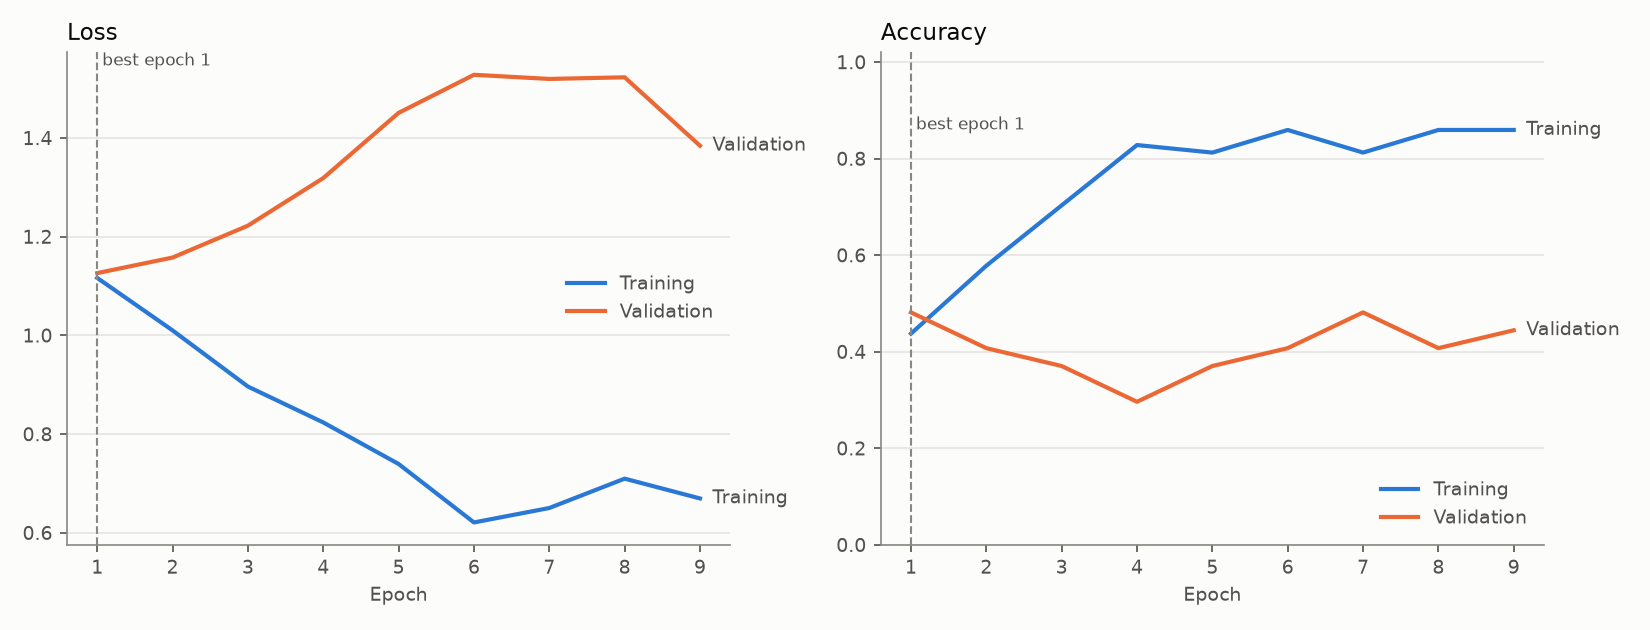 Loss
best epoch 1
1.4
1.2
1.0
0.8
0.6
Validation
Training
Training
Validation
1 2 3 4 5 6 7 8 9
Epoch
Accuracy
best epoch 1
1.0
0.8
0.6
0.4
0.2
0.0
Training
Validation
Training
Validation
1 2 3 4 5 6 7 8 9
Epoch